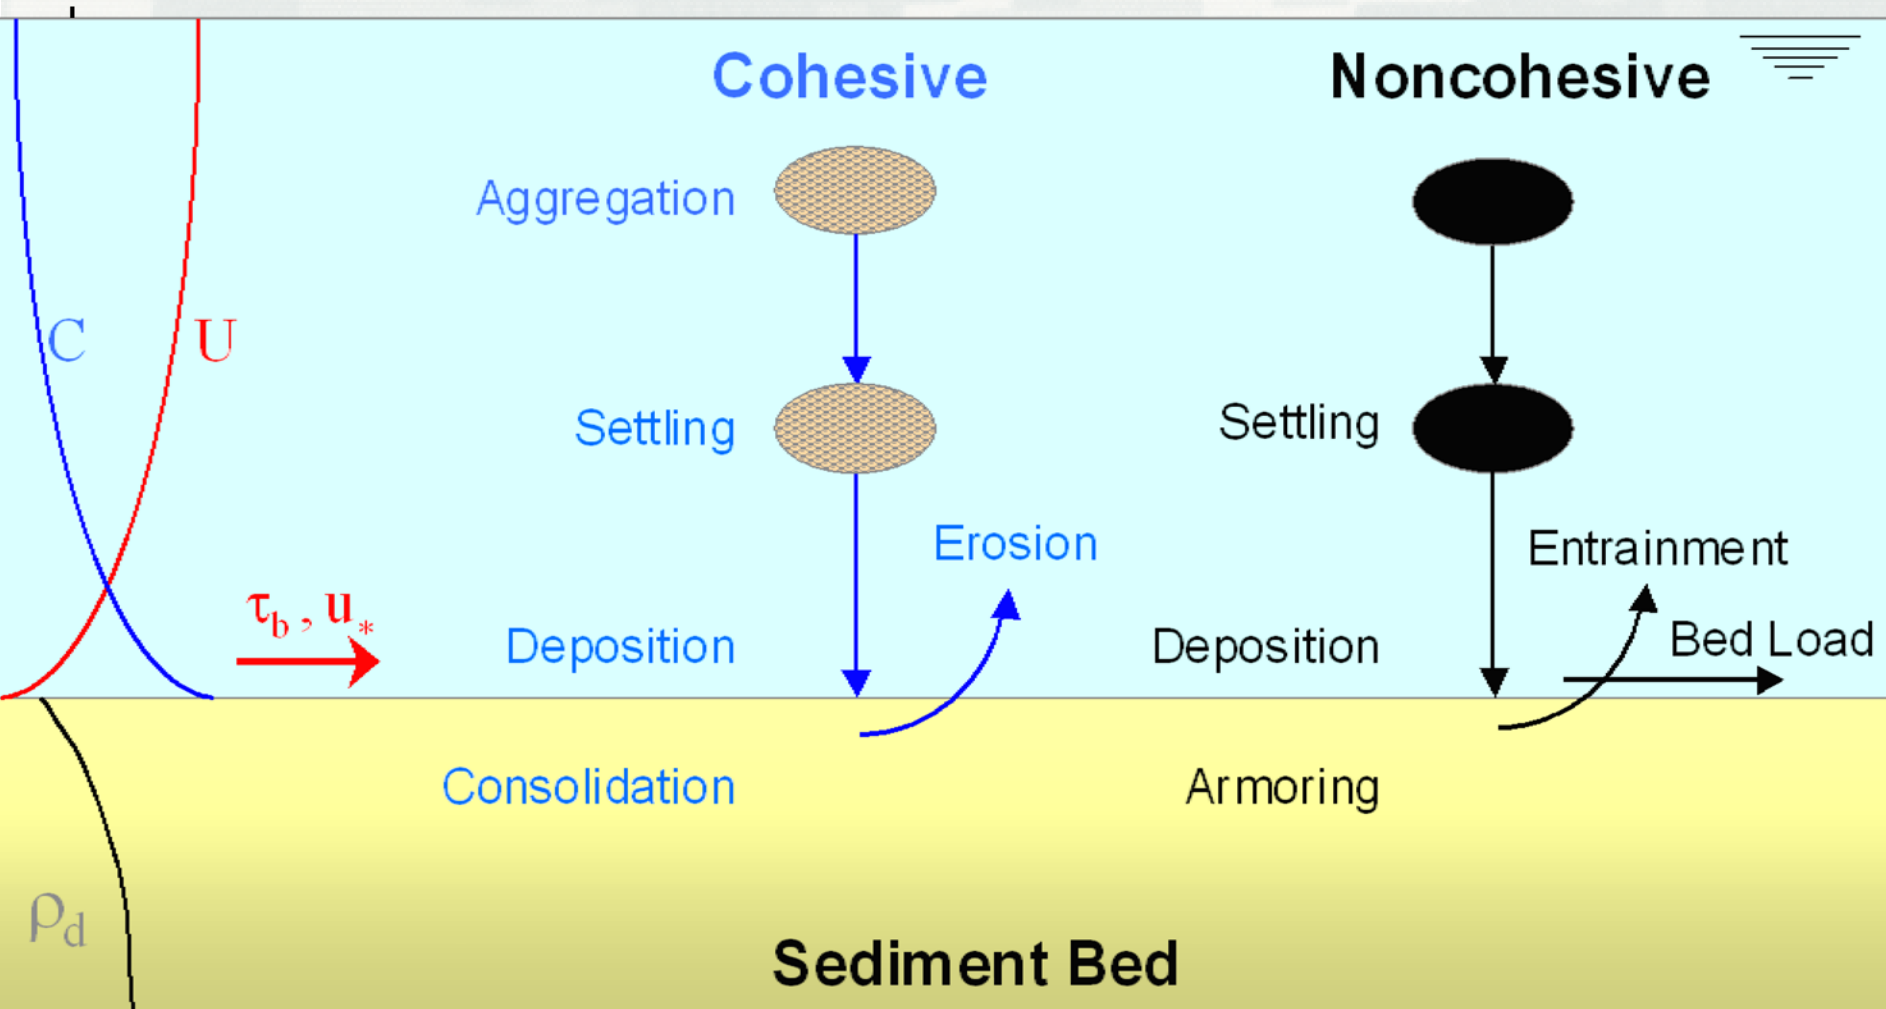 Cohesive
Noncohesive
Aggregation
C
U
Settling
Settling
Erosion
Entrainment
τb, u*
Deposition
Deposition
Bed Load
Consolidation
Armoring
ρd
Sediment Bed